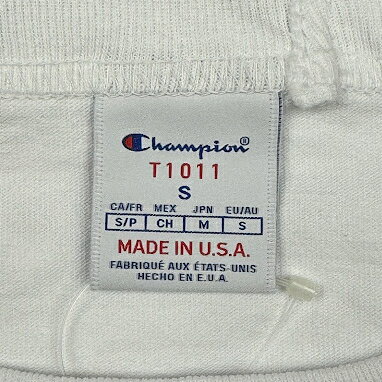 Champion®
T1011
S
CA/FR MEX JPN EU/AU
S/P CH M S
MADE IN U.S.A.
FABRIQUÉ AUX ÉTATS-UNIS
HECHO EN E.U.A.